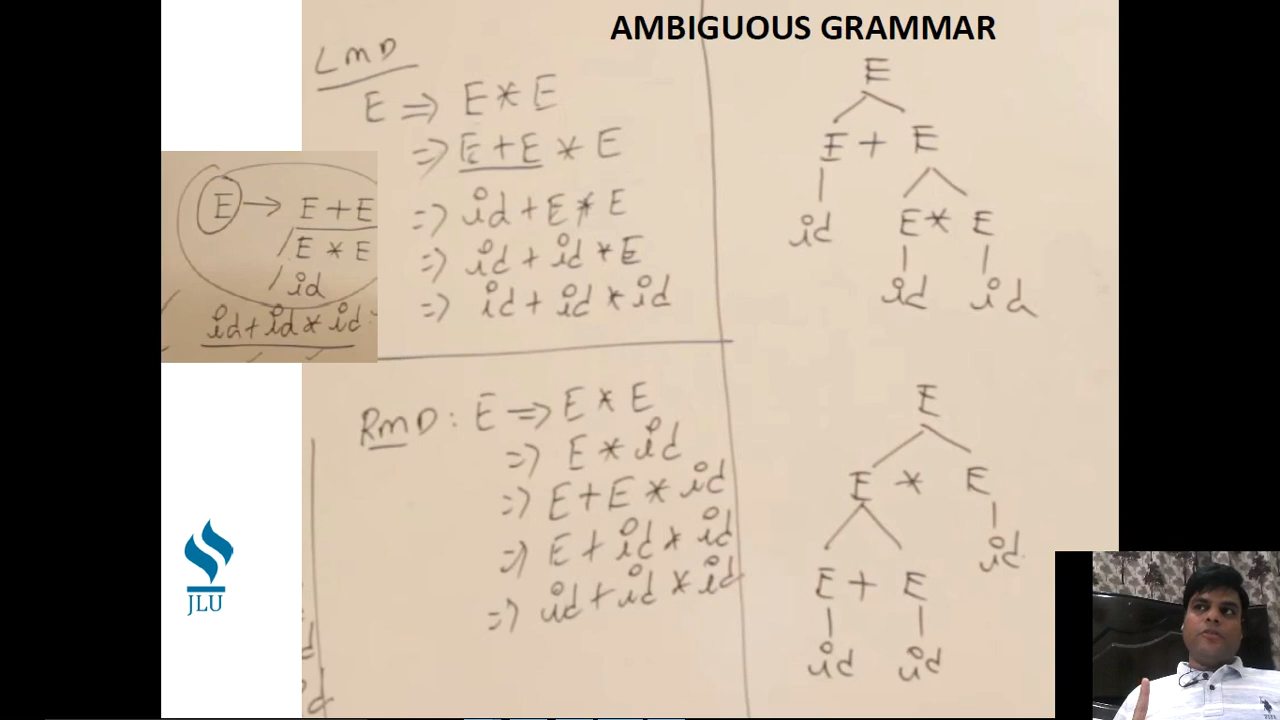 AMBIGUOUS GRAMMAR
LMD
E ⇒ E * E
⇒ E + E * E
⇒ id + E * E
⇒ id + id * E
⇒ id + id * id
E → E + E
/ E * E
/ id
id + id * id
E
E + E
id
E * E
id id
RMD : E ⇒ E * E
⇒ E * id
⇒ E + E * id
⇒ E + id * id
⇒ id + id * id
E
E * E
id
E + E
id id
JLU